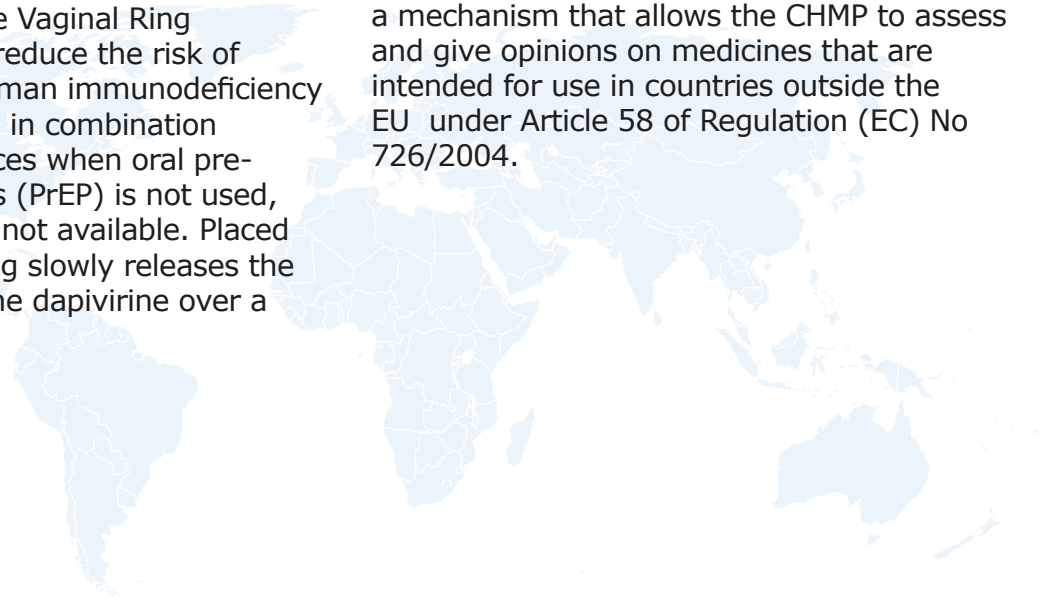 e Vaginal Ring
reduce the risk of
man immunodeficiency
in combination
ces when oral pre-
s (PrEP) is not used,
not available. Placed
g slowly releases the
ne dapivirine over a
a mechanism that allows the CHMP to assess
and give opinions on medicines that are
intended for use in countries outside the
EU  under Article 58 of Regulation (EC) No
726/2004.